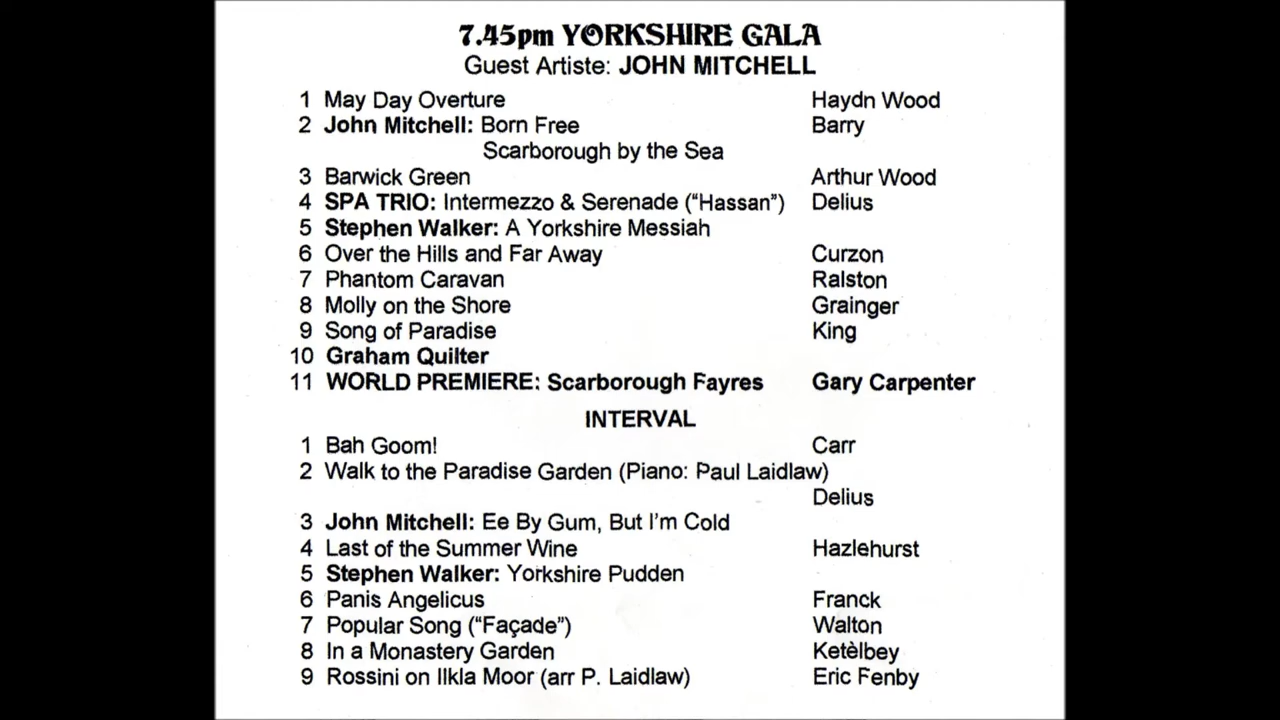 7.45pm YORKSHIRE GALA
Guest Artiste: JOHN MITCHELL
1 May Day Overture Haydn Wood
2 John Mitchell: Born Free Barry
Scarborough by the Sea
3 Barwick Green Arthur Wood
4 SPA TRIO: Intermezzo & Serenade (“Hassan”) Delius
5 Stephen Walker: A Yorkshire Messiah
6 Over the Hills and Far Away Curzon
7 Phantom Caravan Ralston
8 Molly on the Shore Grainger
9 Song of Paradise King
10 Graham Quilter
11 WORLD PREMIERE: Scarborough Fayres Gary Carpenter
INTERVAL
1 Bah Goom! Carr
2 Walk to the Paradise Garden (Piano: Paul Laidlaw)
Delius
3 John Mitchell: Ee By Gum, But I’m Cold
4 Last of the Summer Wine Hazlehurst
5 Stephen Walker: Yorkshire Pudden
6 Panis Angelicus Franck
7 Popular Song (“Façade”) Walton
8 In a Monastery Garden Ketèlbey
9 Rossini on Ilkla Moor (arr P. Laidlaw) Eric Fenby